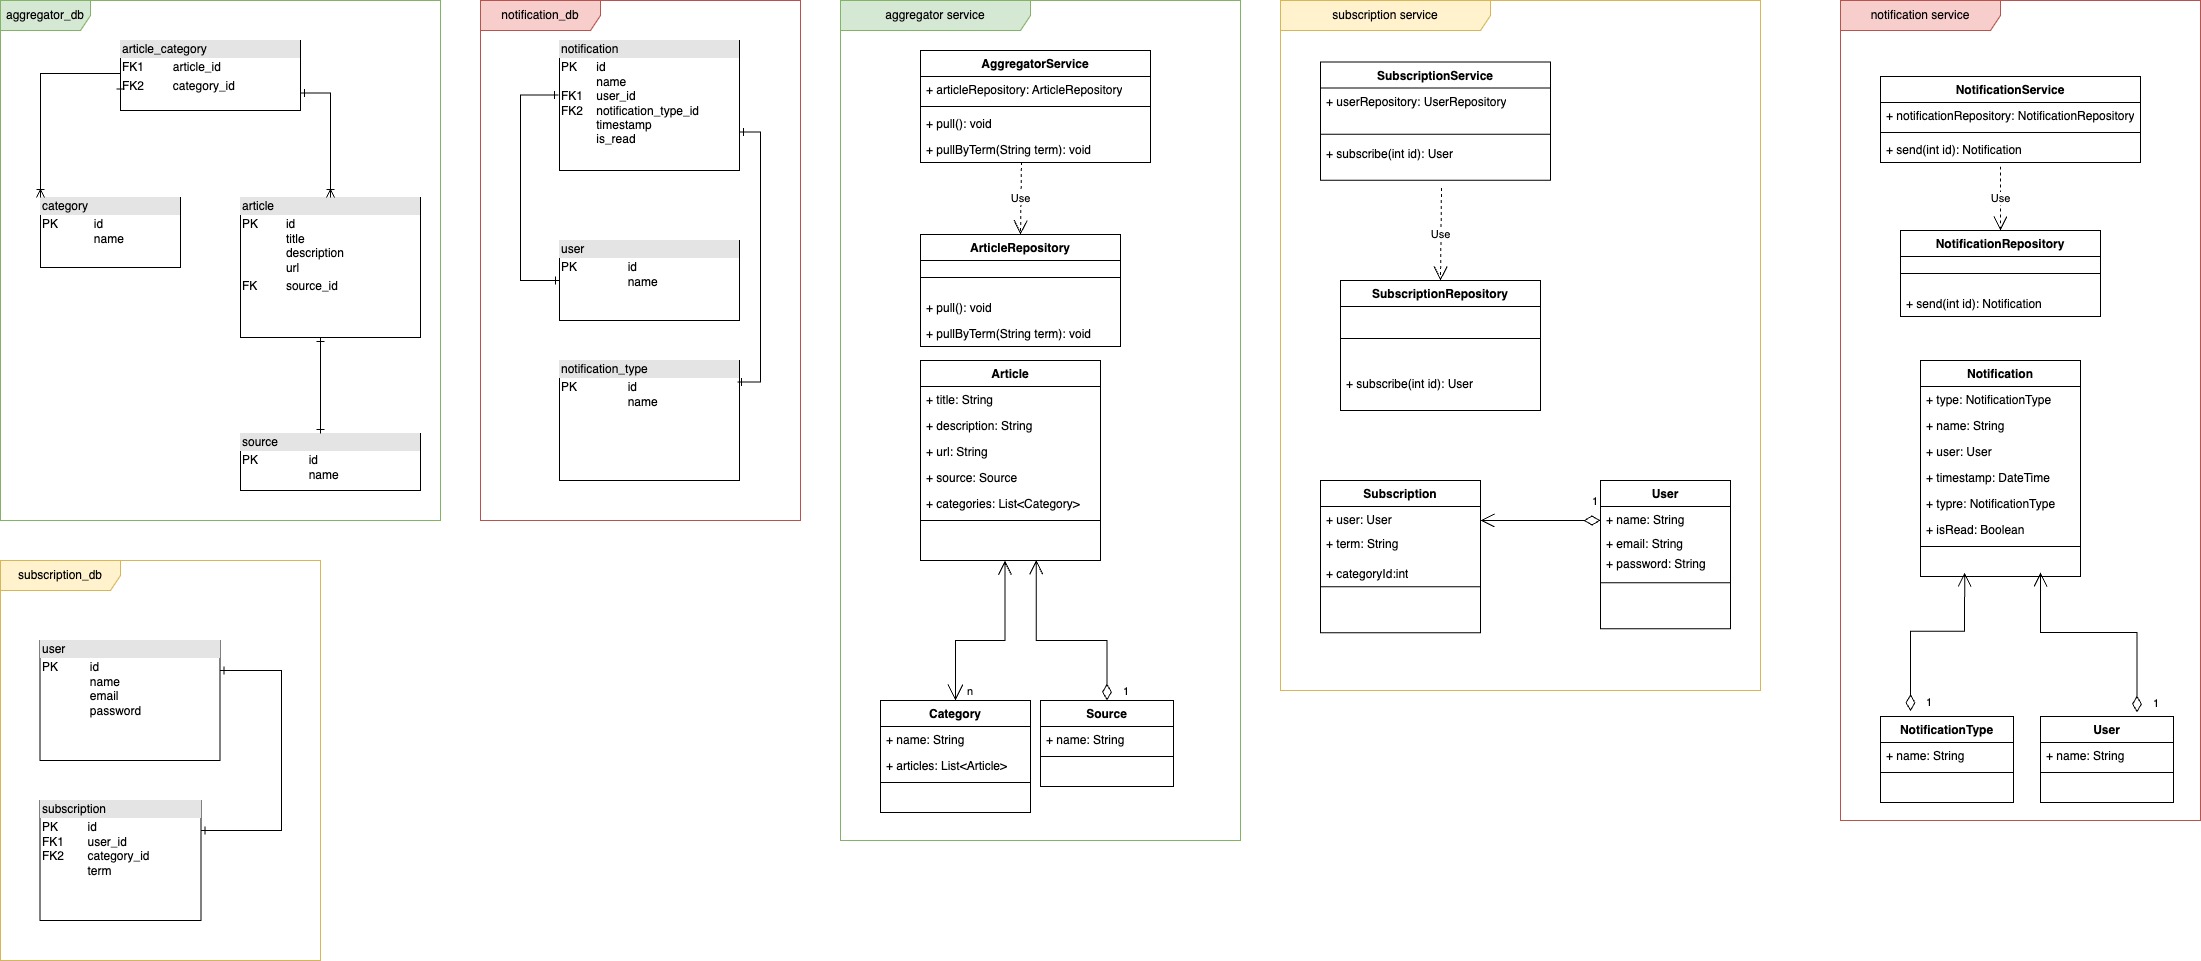 aggregator_db
article_category
FK1 article_id
FK2 category_id
category
PK id
name
article
PK id
title
description
url
FK source_id
source
PK id
name
notification_db
notification
PK id
name
FK1 user_id
FK2 notification_type_id
timestamp
is_read
user
PK id
name
notification_type
PK id
name
subscription_db
user
PK id
name
email
password
subscription
PK id
FK1 user_id
FK2 category_id
term
aggregator service
AggregatorService
+ articleRepository: ArticleRepository
+ pull(): void
+ pullByTerm(String term): void
Use
ArticleRepository
+ pull(): void
+ pullByTerm(String term): void
Article
+ title: String
+ description: String
+ url: String
+ source: Source
+ categories: List<Category>
n
1
Category
+ name: String
+ articles: List<Article>
Source
+ name: String
subscription service
SubscriptionService
+ userRepository: UserRepository
+ subscribe(int id): User
Use
SubscriptionRepository
+ subscribe(int id): User
Subscription
+ user: User
+ term: String
+ categoryId:int
1
User
+ name: String
+ email: String
+ password: String
notification service
NotificationService
+ notificationRepository: NotificationRepository
+ send(int id): Notification
Use
NotificationRepository
+ send(int id): Notification
Notification
+ type: NotificationType
+ name: String
+ user: User
+ timestamp: DateTime
+ typre: NotificationType
+ isRead: Boolean
1
1
NotificationType
+ name: String
User
+ name: String